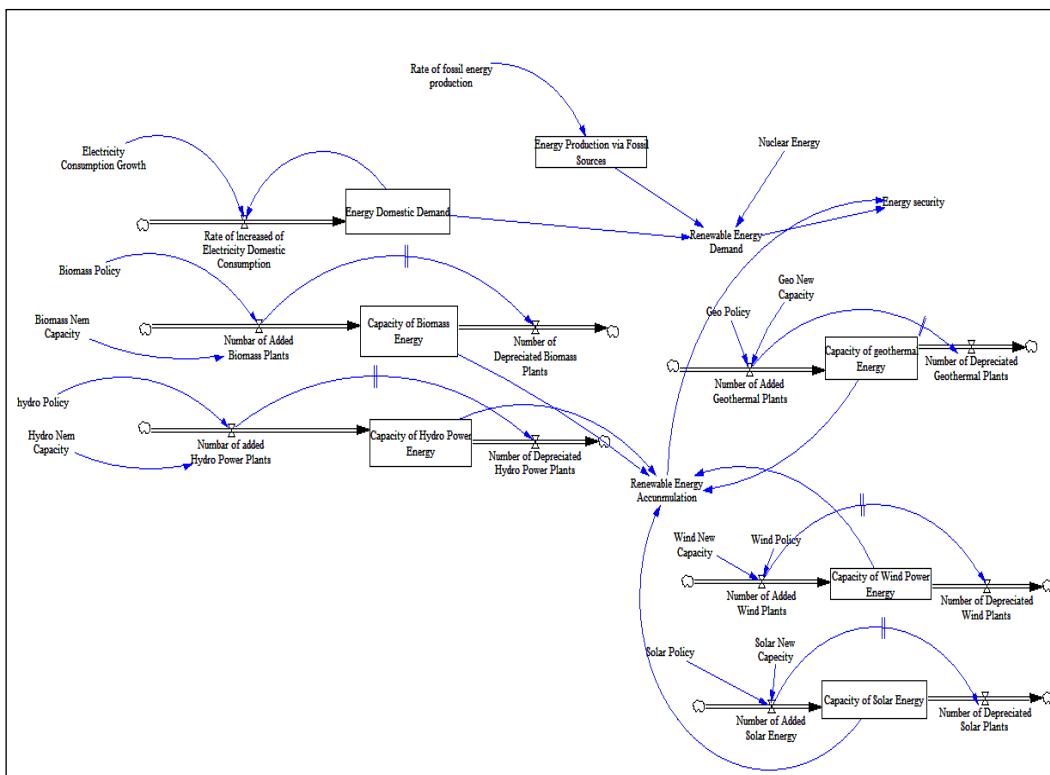 Rate of fossil energy
production
Electricity
Consumption Growth
Energy Production via Fossil
Sources
Nuclear Energy
Energy Domestic Demand
Energy security
Rate of Increased of
Electricity Domestic
Consumption
Renewable Energy
Demand
Biomass Policy
Biomass Nem
Capacity
Numbar of Added
Biomass Plants
Capacity of Biomass
Energy
Number of
Depreciated Biomass
Plants
Geo New
Capacity
Geo Policy
Number of Added
Geothermal Plants
Capacity of geothermal
Energy
Number of Depreciated
Geothermal Plants
hydro Policy
Hydro Nem
Capacity
Numbar of added
Hydro Power Plants
Capacity of Hydro Power
Energy
Number of Depreciated
Hydro Power Plants
Renewable Energy
Accunmulation
Wind New
Capacity
Wind Policy
Number of Added
Wind Plants
Capacity of Wind Power
Energy
Number of Depreciated
Wind Plants
Solar Policy
Solar New
Capecity
Number of Added
Solar Energy
Capacity of Solar Energy
Number of Depreciated
Solar Plants